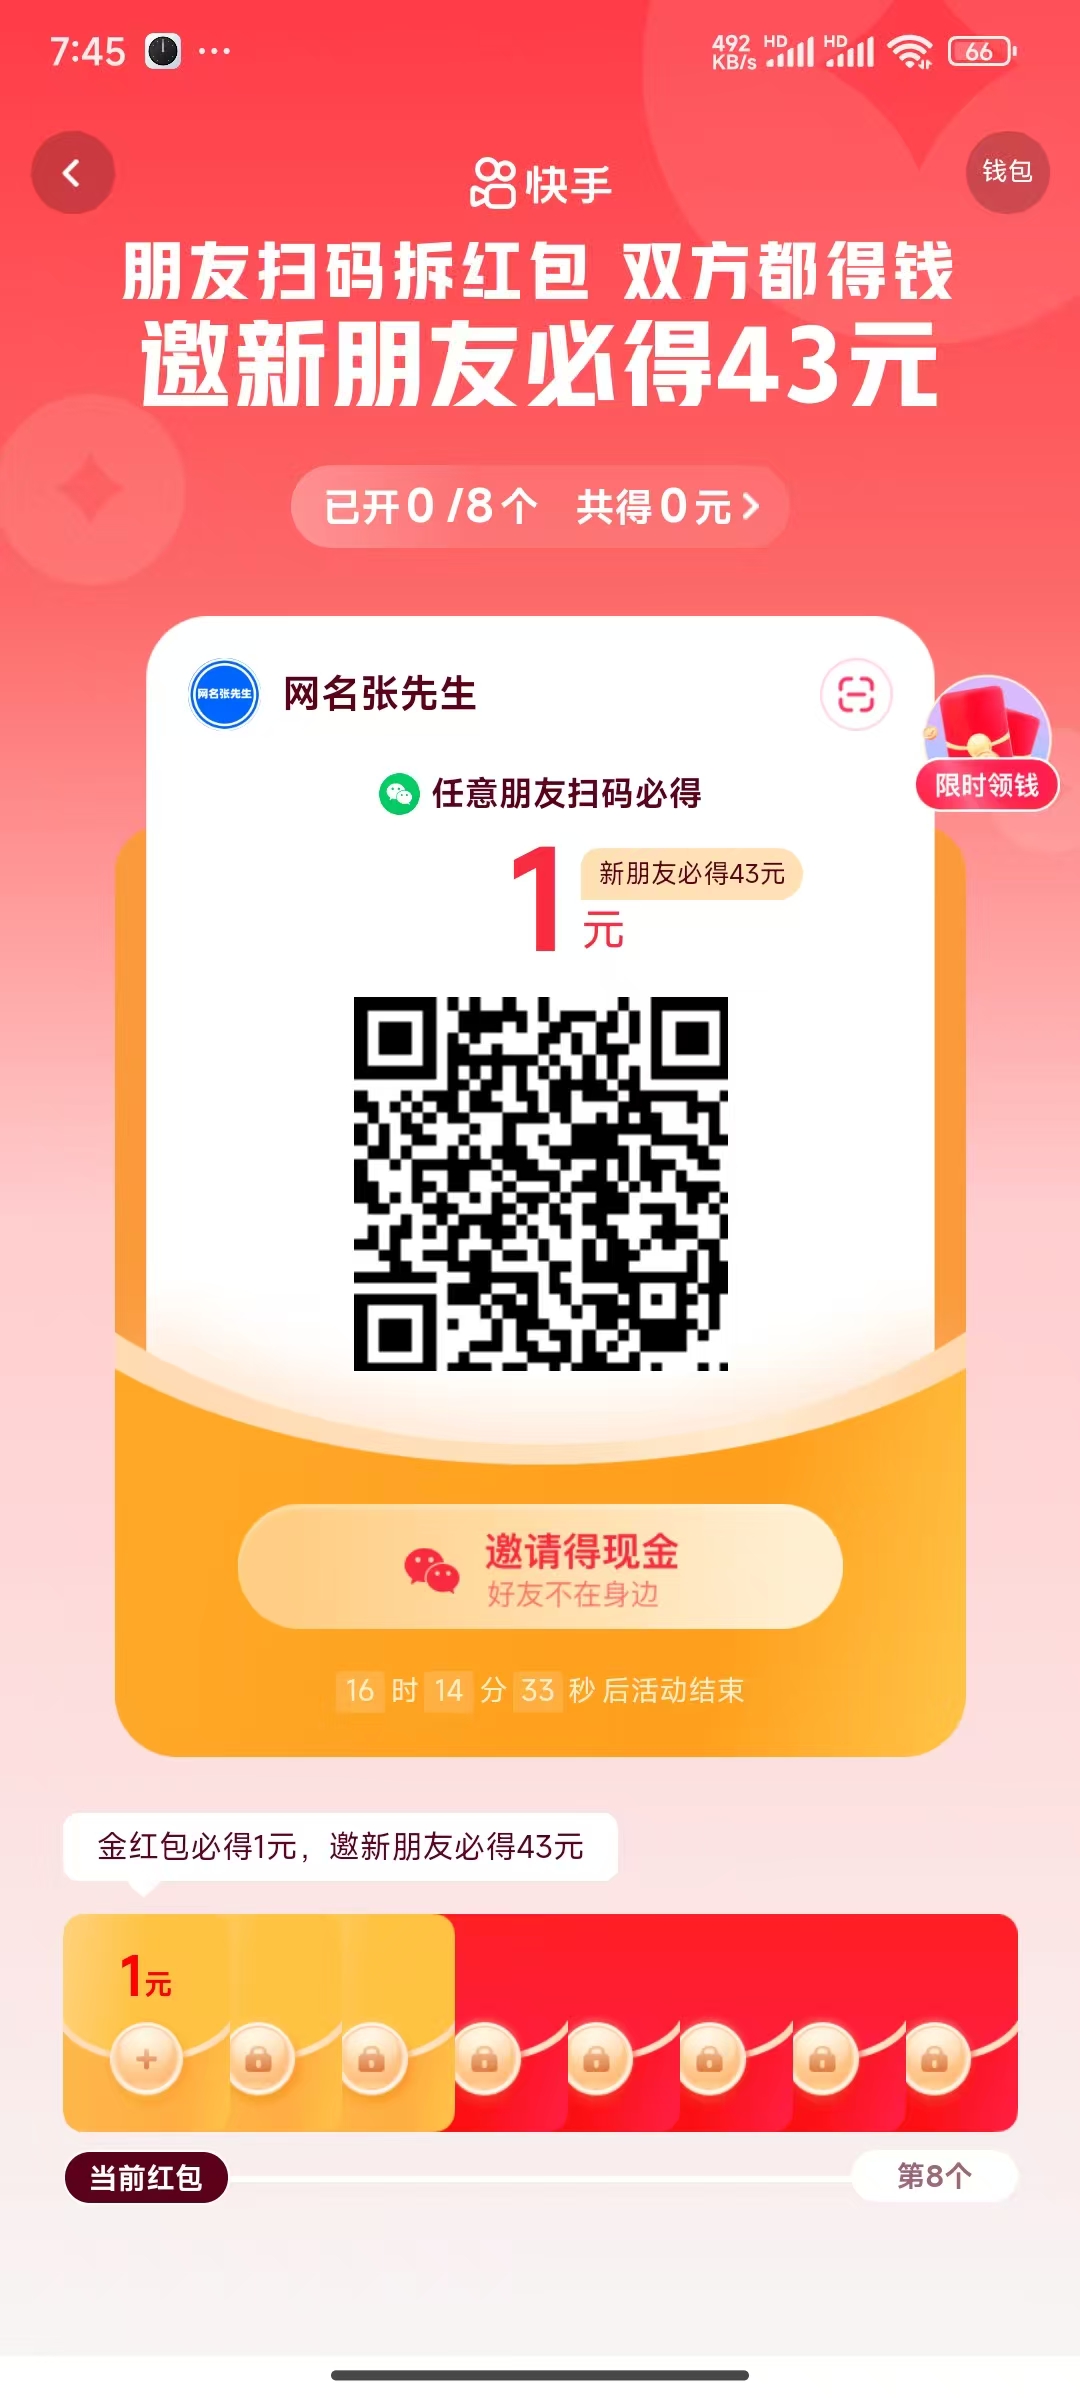 7:45 ··· 492 KB/s HD HD 66
钱包
快手
朋友扫码拆红包 双方都得钱
邀新朋友必得43元
已开0/8个 共得0元
网名张先生 网名张先生
限时领钱
任意朋友扫码必得
1元 新朋友必得43元
邀请得现金
好友不在身边
16时14分33秒后活动结束
金红包必得1元，邀新朋友必得43元
1元
当前红包 第8个